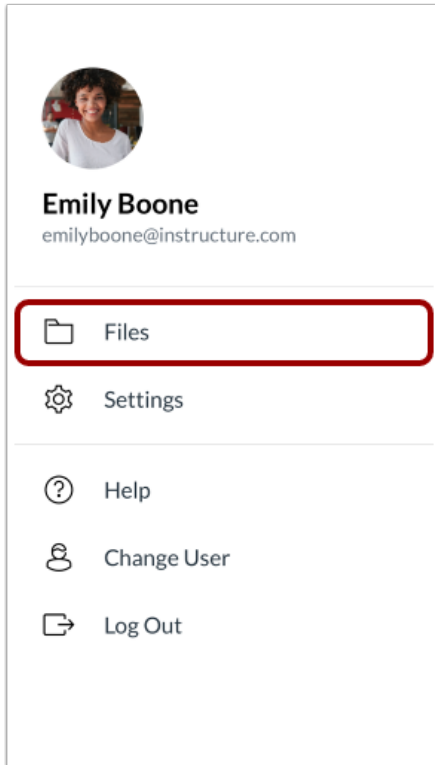 Emily Boone
emilyboone@instructure.com
Files
Settings
Help
Change User
Log Out